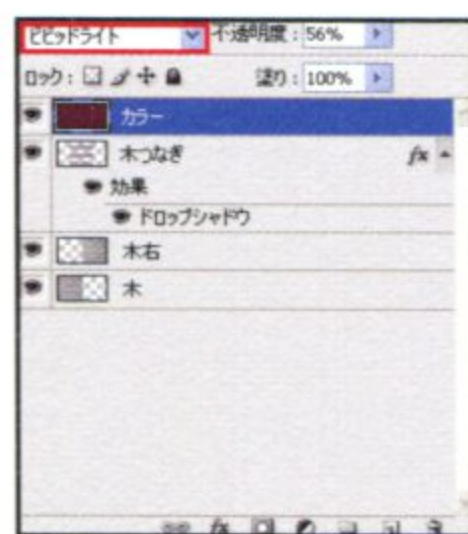 ビビッドライト 不透明度: 56%
ロック: 塗り: 100%
カラー
木つなぎ fx
効果
ドロップシャドウ
木右
木
fx